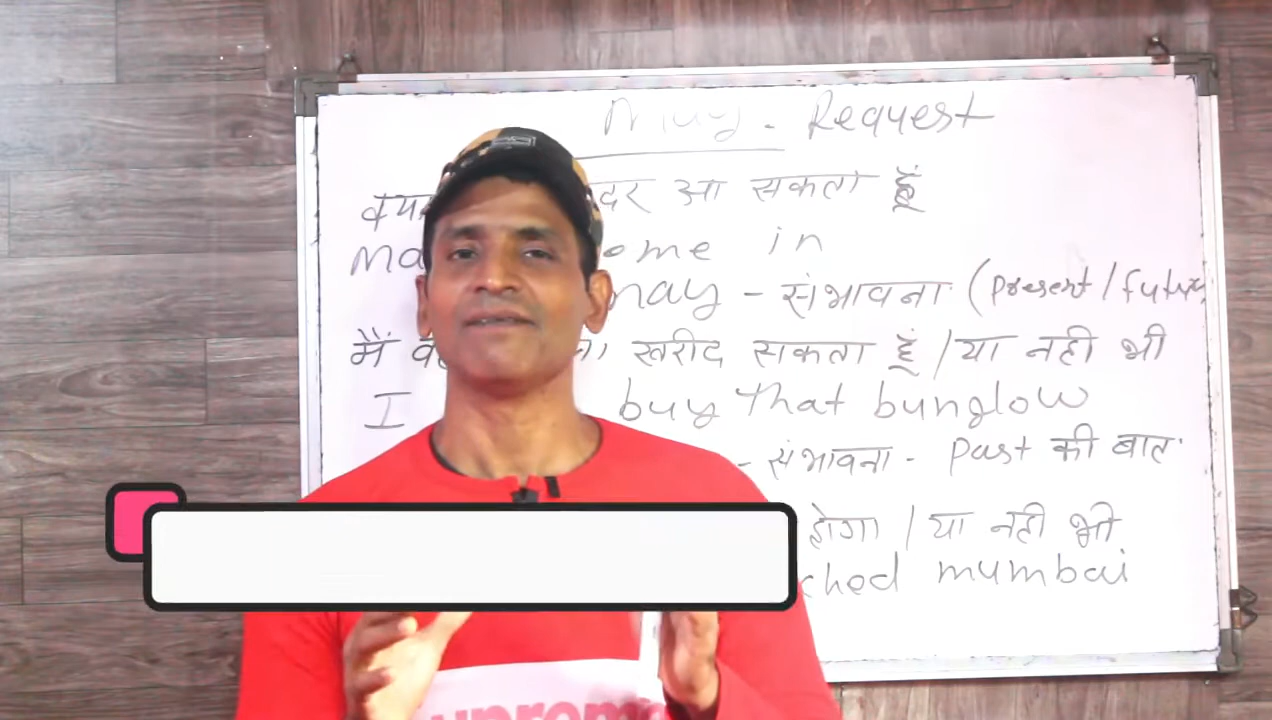 May - Request
क्या दर आ सकता हूँ
Ma ome in
may - संभावना (Present / future
मैं खरीद सकता हूँ / या नही भी
I buy that bunglow
- संभावना - Past की बात
होगा / या नही भी
ched mumbai